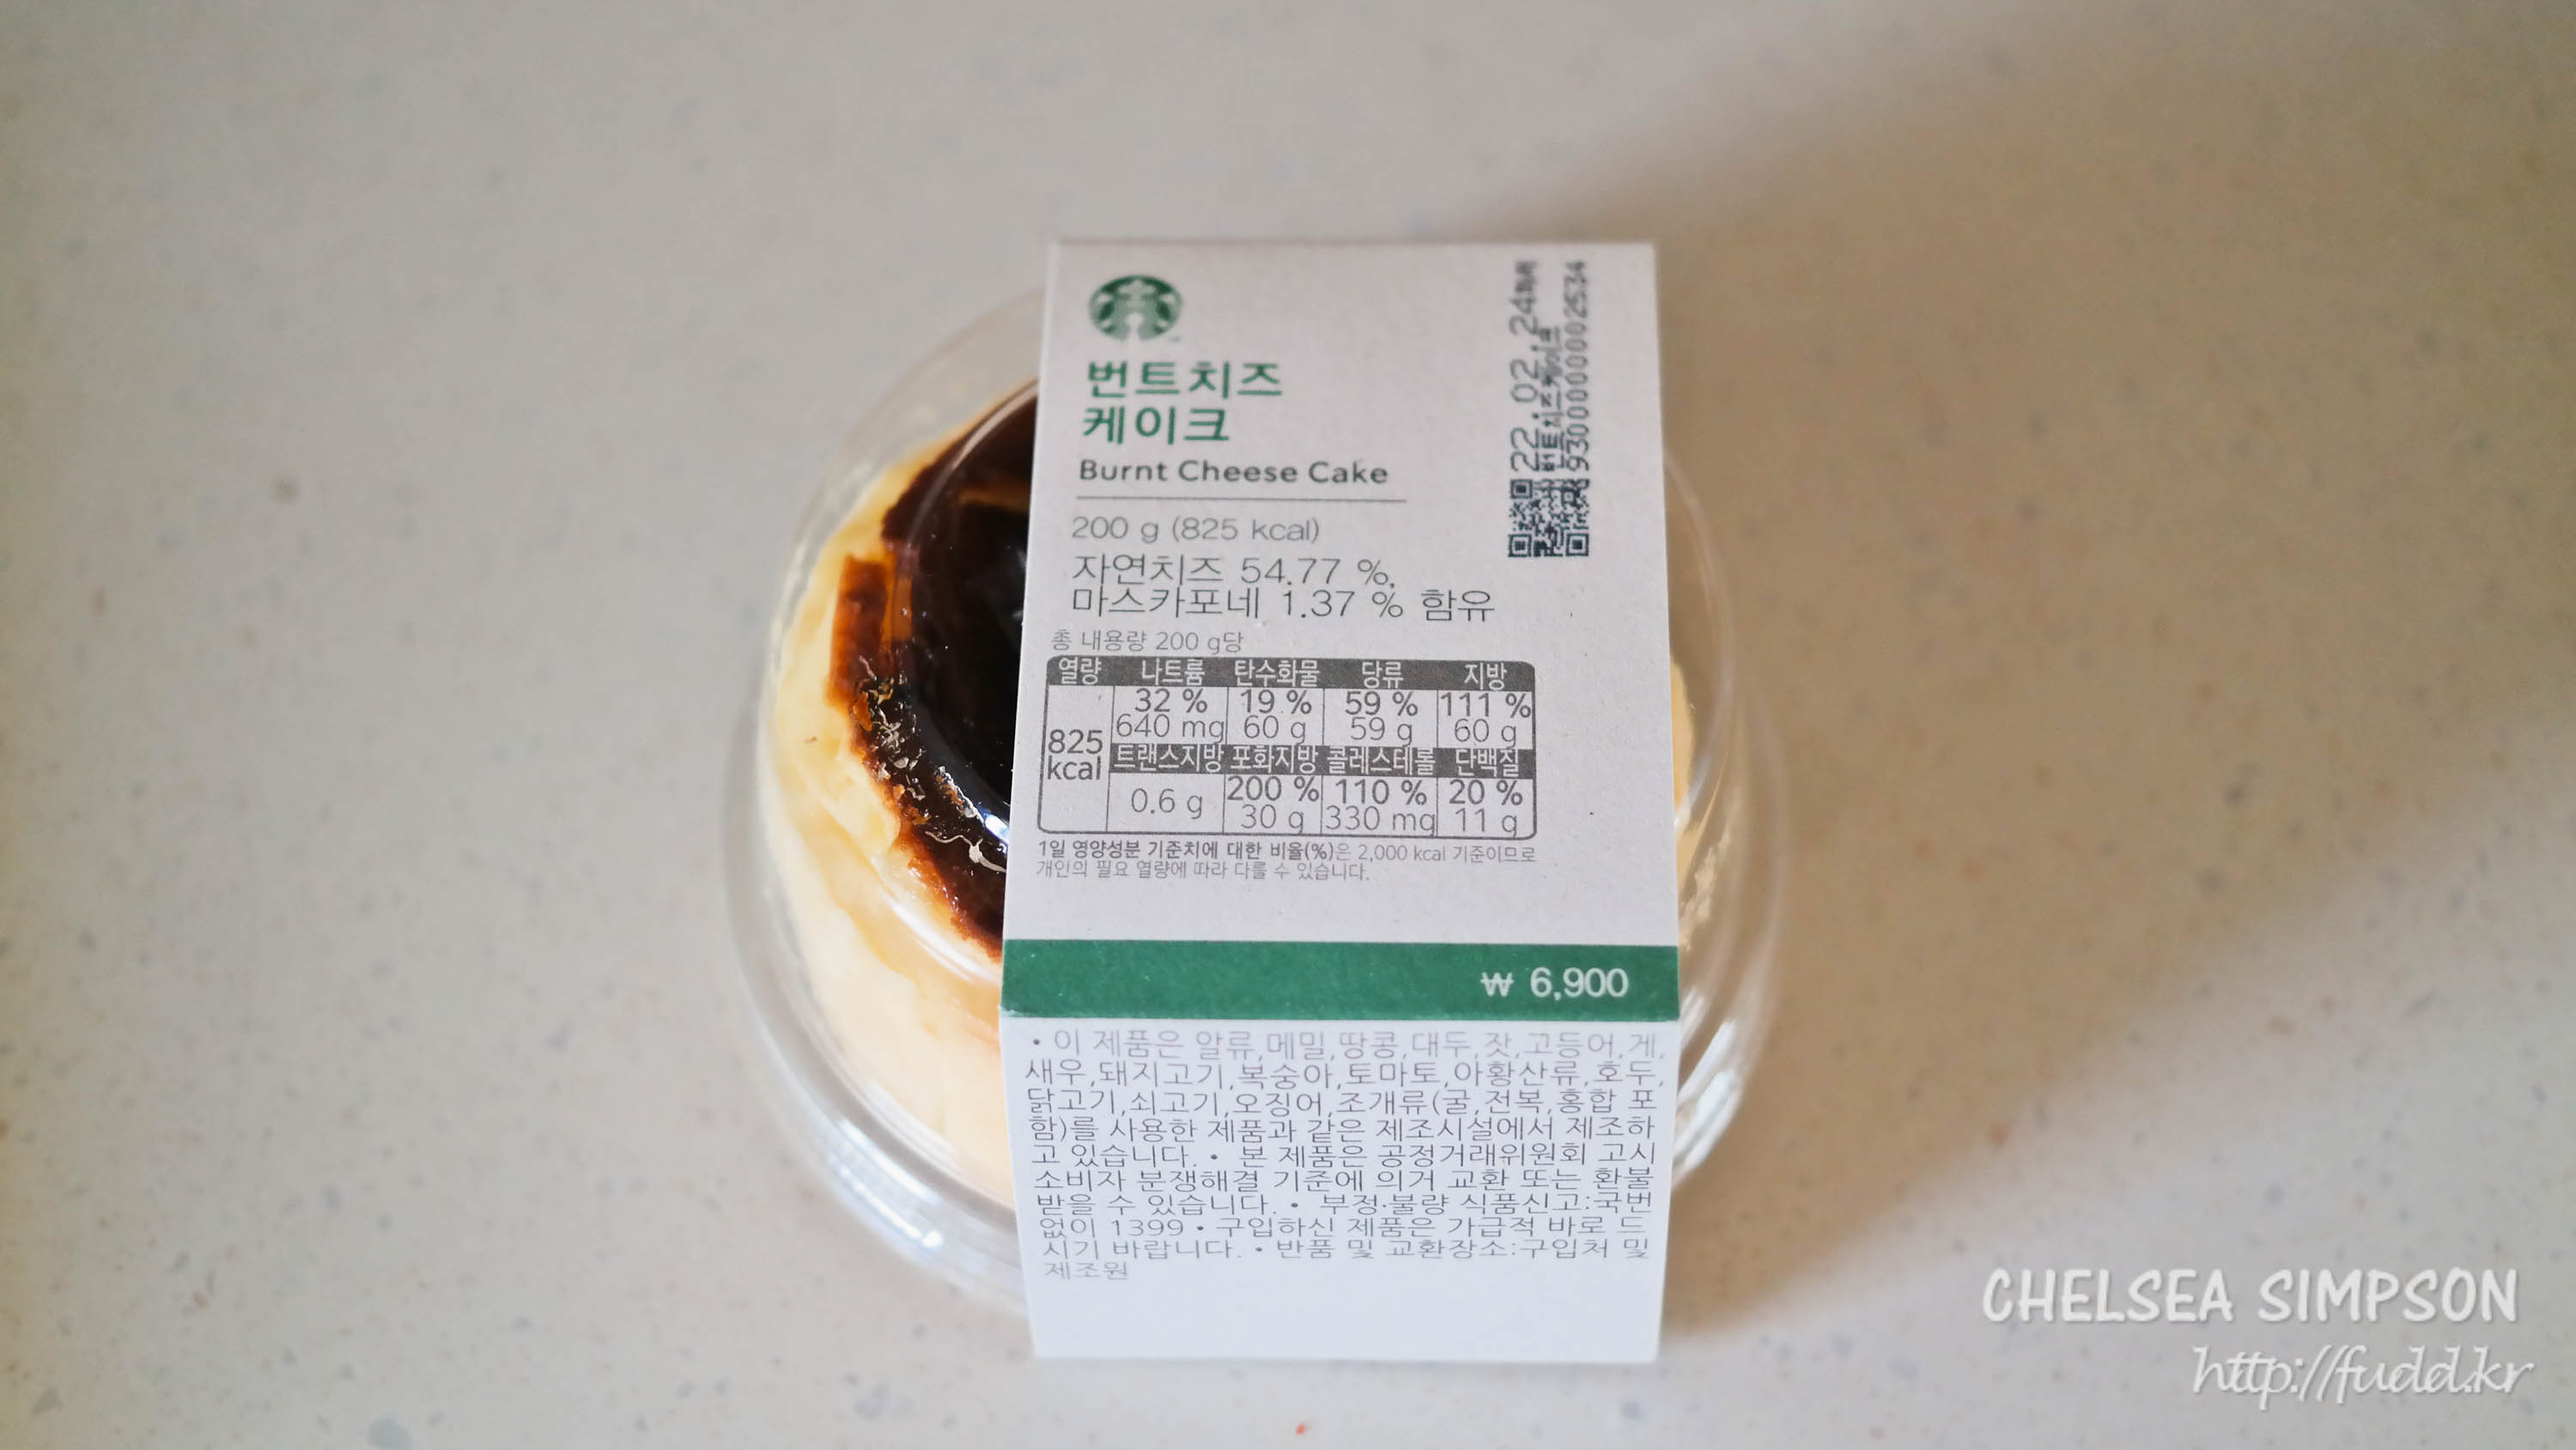 번트치즈
케이크
Burnt Cheese Cake
200 g (825 kcal)
자연치즈 54.77 %,
마스카포네 1.37 % 함유
총 내용량 200 g당
열량 나트륨 탄수화물 당류 지방
32 % 19 % 59 % 111 %
640 mg 60 g 59 g 60 g
825
kcal
트랜스지방 포화지방 콜레스테롤 단백질
0.6 g 200 % 110 % 20 %
30 g 330 mg 11 g
1일 영양성분 기준치에 대한 비율(%)은 2,000 kcal 기준이므로
개인의 필요 열량에 따라 다를 수 있습니다.
22.02.24까지
번트치즈케이크
9300000000002534
₩ 6,900
• 이 제품은 알류,메밀,땅콩,대두,잣,고등어,게,
새우,돼지고기,복숭아,토마토,아황산류,호두,
닭고기,쇠고기,오징어,조개류(굴,전복,홍합 포
함)를 사용한 제품과 같은 제조시설에서 제조하
고 있습니다. • 본 제품은 공정거래위원회 고시
소비자 분쟁해결 기준에 의거 교환 또는 환불
받을 수 있습니다. • 부정·불량 식품신고:국번
없이 1399 • 구입하신 제품은 가급적 바로 드
시기 바랍니다. • 반품 및 교환장소:구입처 및
제조원
CHELSEA SIMPSON
http://fudd.kr